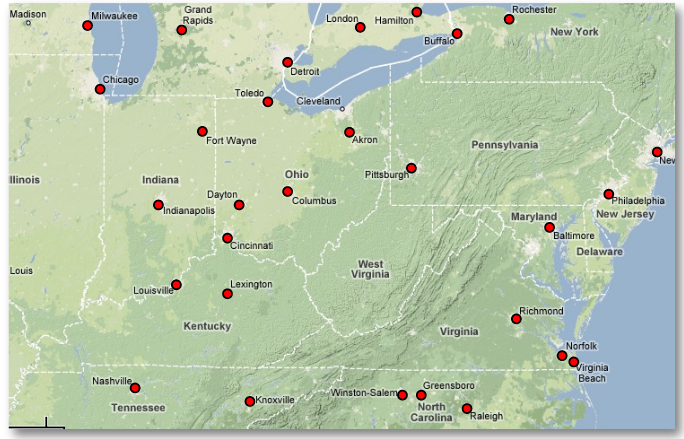 Madison
Milwaukee
Grand
Rapids
London
Hamilton
Rochester
Buffalo
New York
Detroit
Chicago
Toledo
Cleveland
Akron
Fort Wayne
Pennsylvania
New
Pittsburgh
llinois
Indiana
Ohio
Dayton
Columbus
Indianapolis
Philadelphia
New Jersey
Maryland
Baltimore
Cincinnati
Delaware
West
Virginia
Louis
Louisville
Lexington
Kentucky
Richmond
Virginia
Norfolk
Virginia
Beach
Nashville
Tennessee
Knoxville
Winston-Salem
Greensboro
North
Carolina
Raleigh